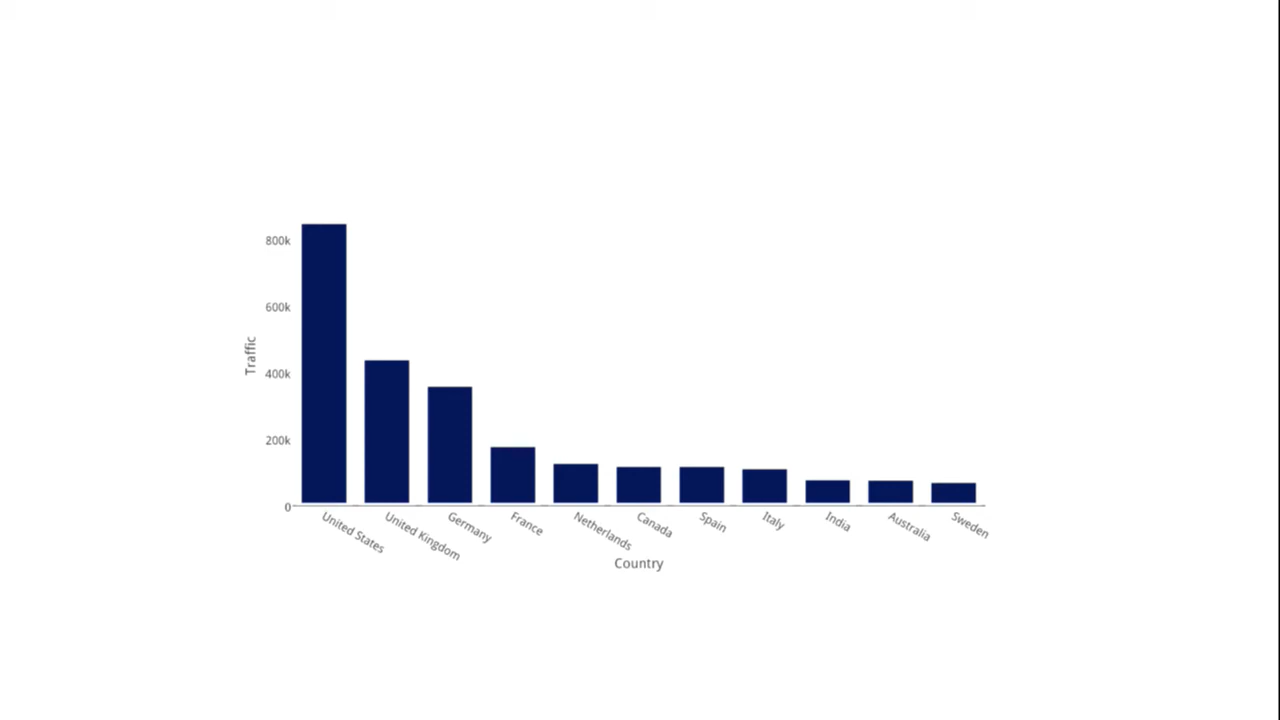 800k
600k
400k
200k
0
Traffic
United States
United Kingdom
Germany
France
Netherlands
Canada
Spain
Italy
India
Australia
Sweden
Country